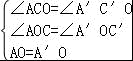 ∠ACO=∠A′ C′ O
∠AOC=∠A′ OC′
AO=A′ O